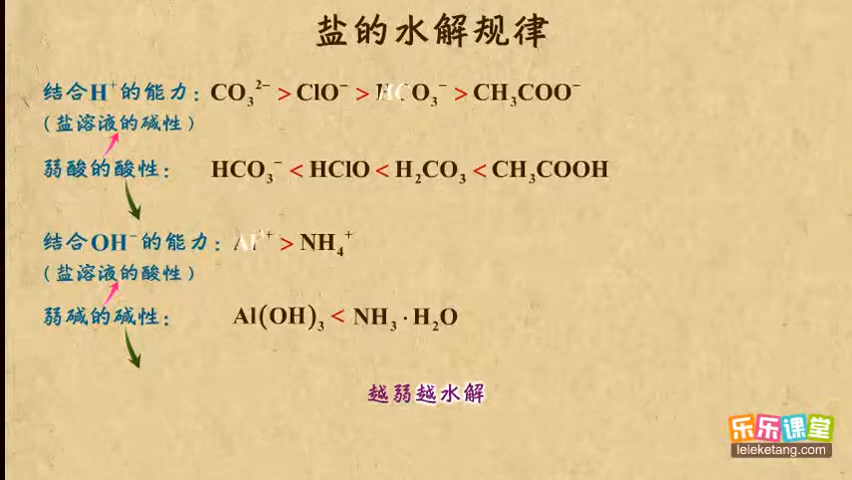 盐的水解规律
结合H⁺的能力: CO₃²⁻ > ClO⁻ > HCO₃⁻ > CH₃COO⁻
(盐溶液的碱性)
弱酸的酸性: HCO₃⁻ < HClO < H₂CO₃ < CH₃COOH
结合OH⁻的能力: Al³⁺ > NH₄⁺
(盐溶液的酸性)
弱碱的碱性: Al(OH)₃ < NH₃·H₂O
越弱越水解
乐乐课堂
leleketang.com